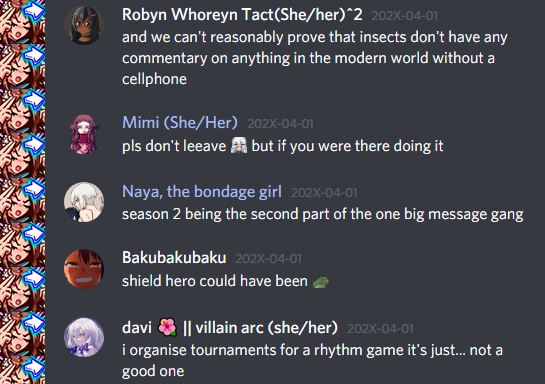 Robyn Whoreyn Tact(She/her)^2 202X-04-01
and we can't reasonably prove that insects don't have any
commentary on anything in the modern world without a
cellphone
Mimi (She/Her) 202X-04-01
pls don't leeave but if you were there doing it
Naya, the bondage girl 202X-04-01
season 2 being the second part of the one big message gang
Bakubakubaku 202X-04-01
shield hero could have been 🐢
davi 🌺 || villain arc (she/her) 202X-04-01
i organise tournaments for a rhythm game it's just... not a
good one